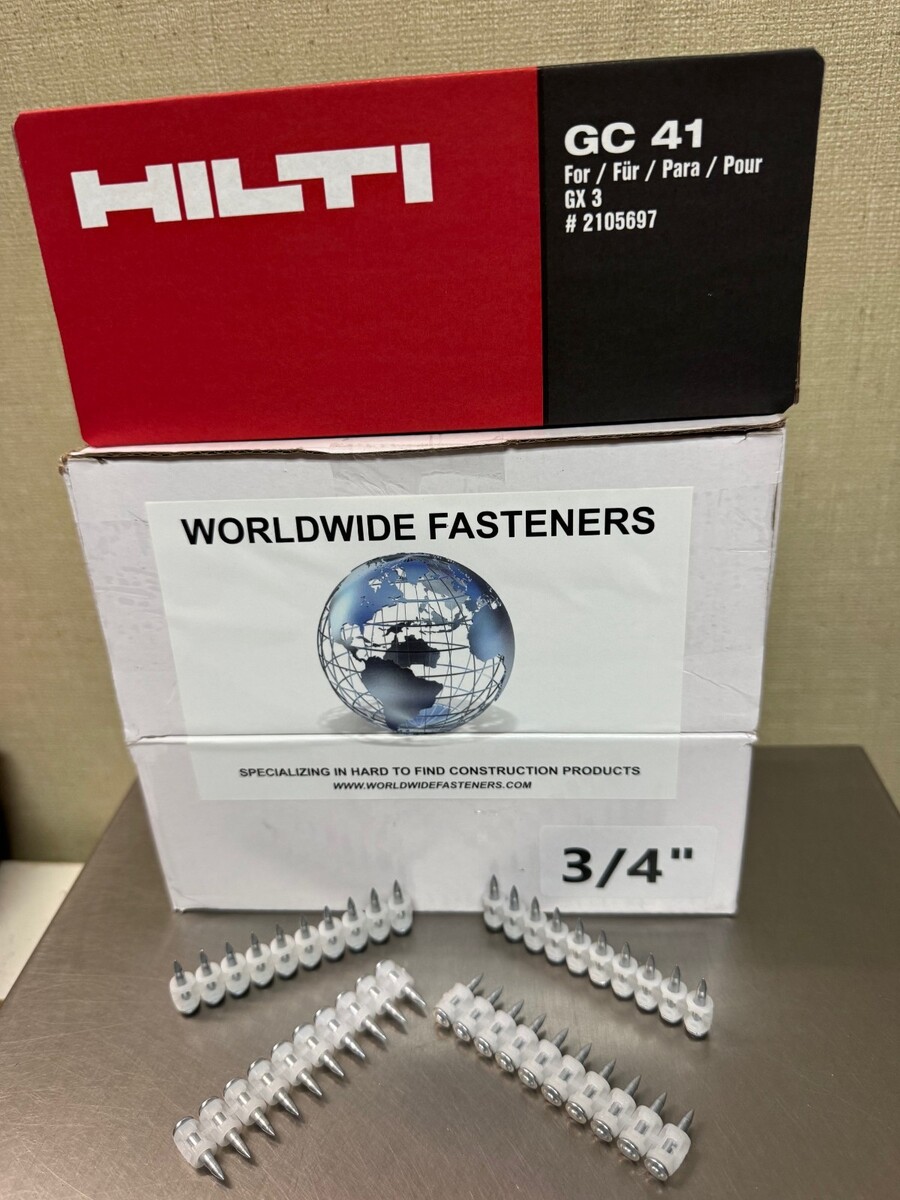 HILTI
GC 41
For / Für / Para / Pour
GX 3
# 2105697
WORLDWIDE FASTENERS
SPECIALIZING IN HARD TO FIND CONSTRUCTION PRODUCTS
WWW.WORLDWIDEFASTENERS.COM
3/4"